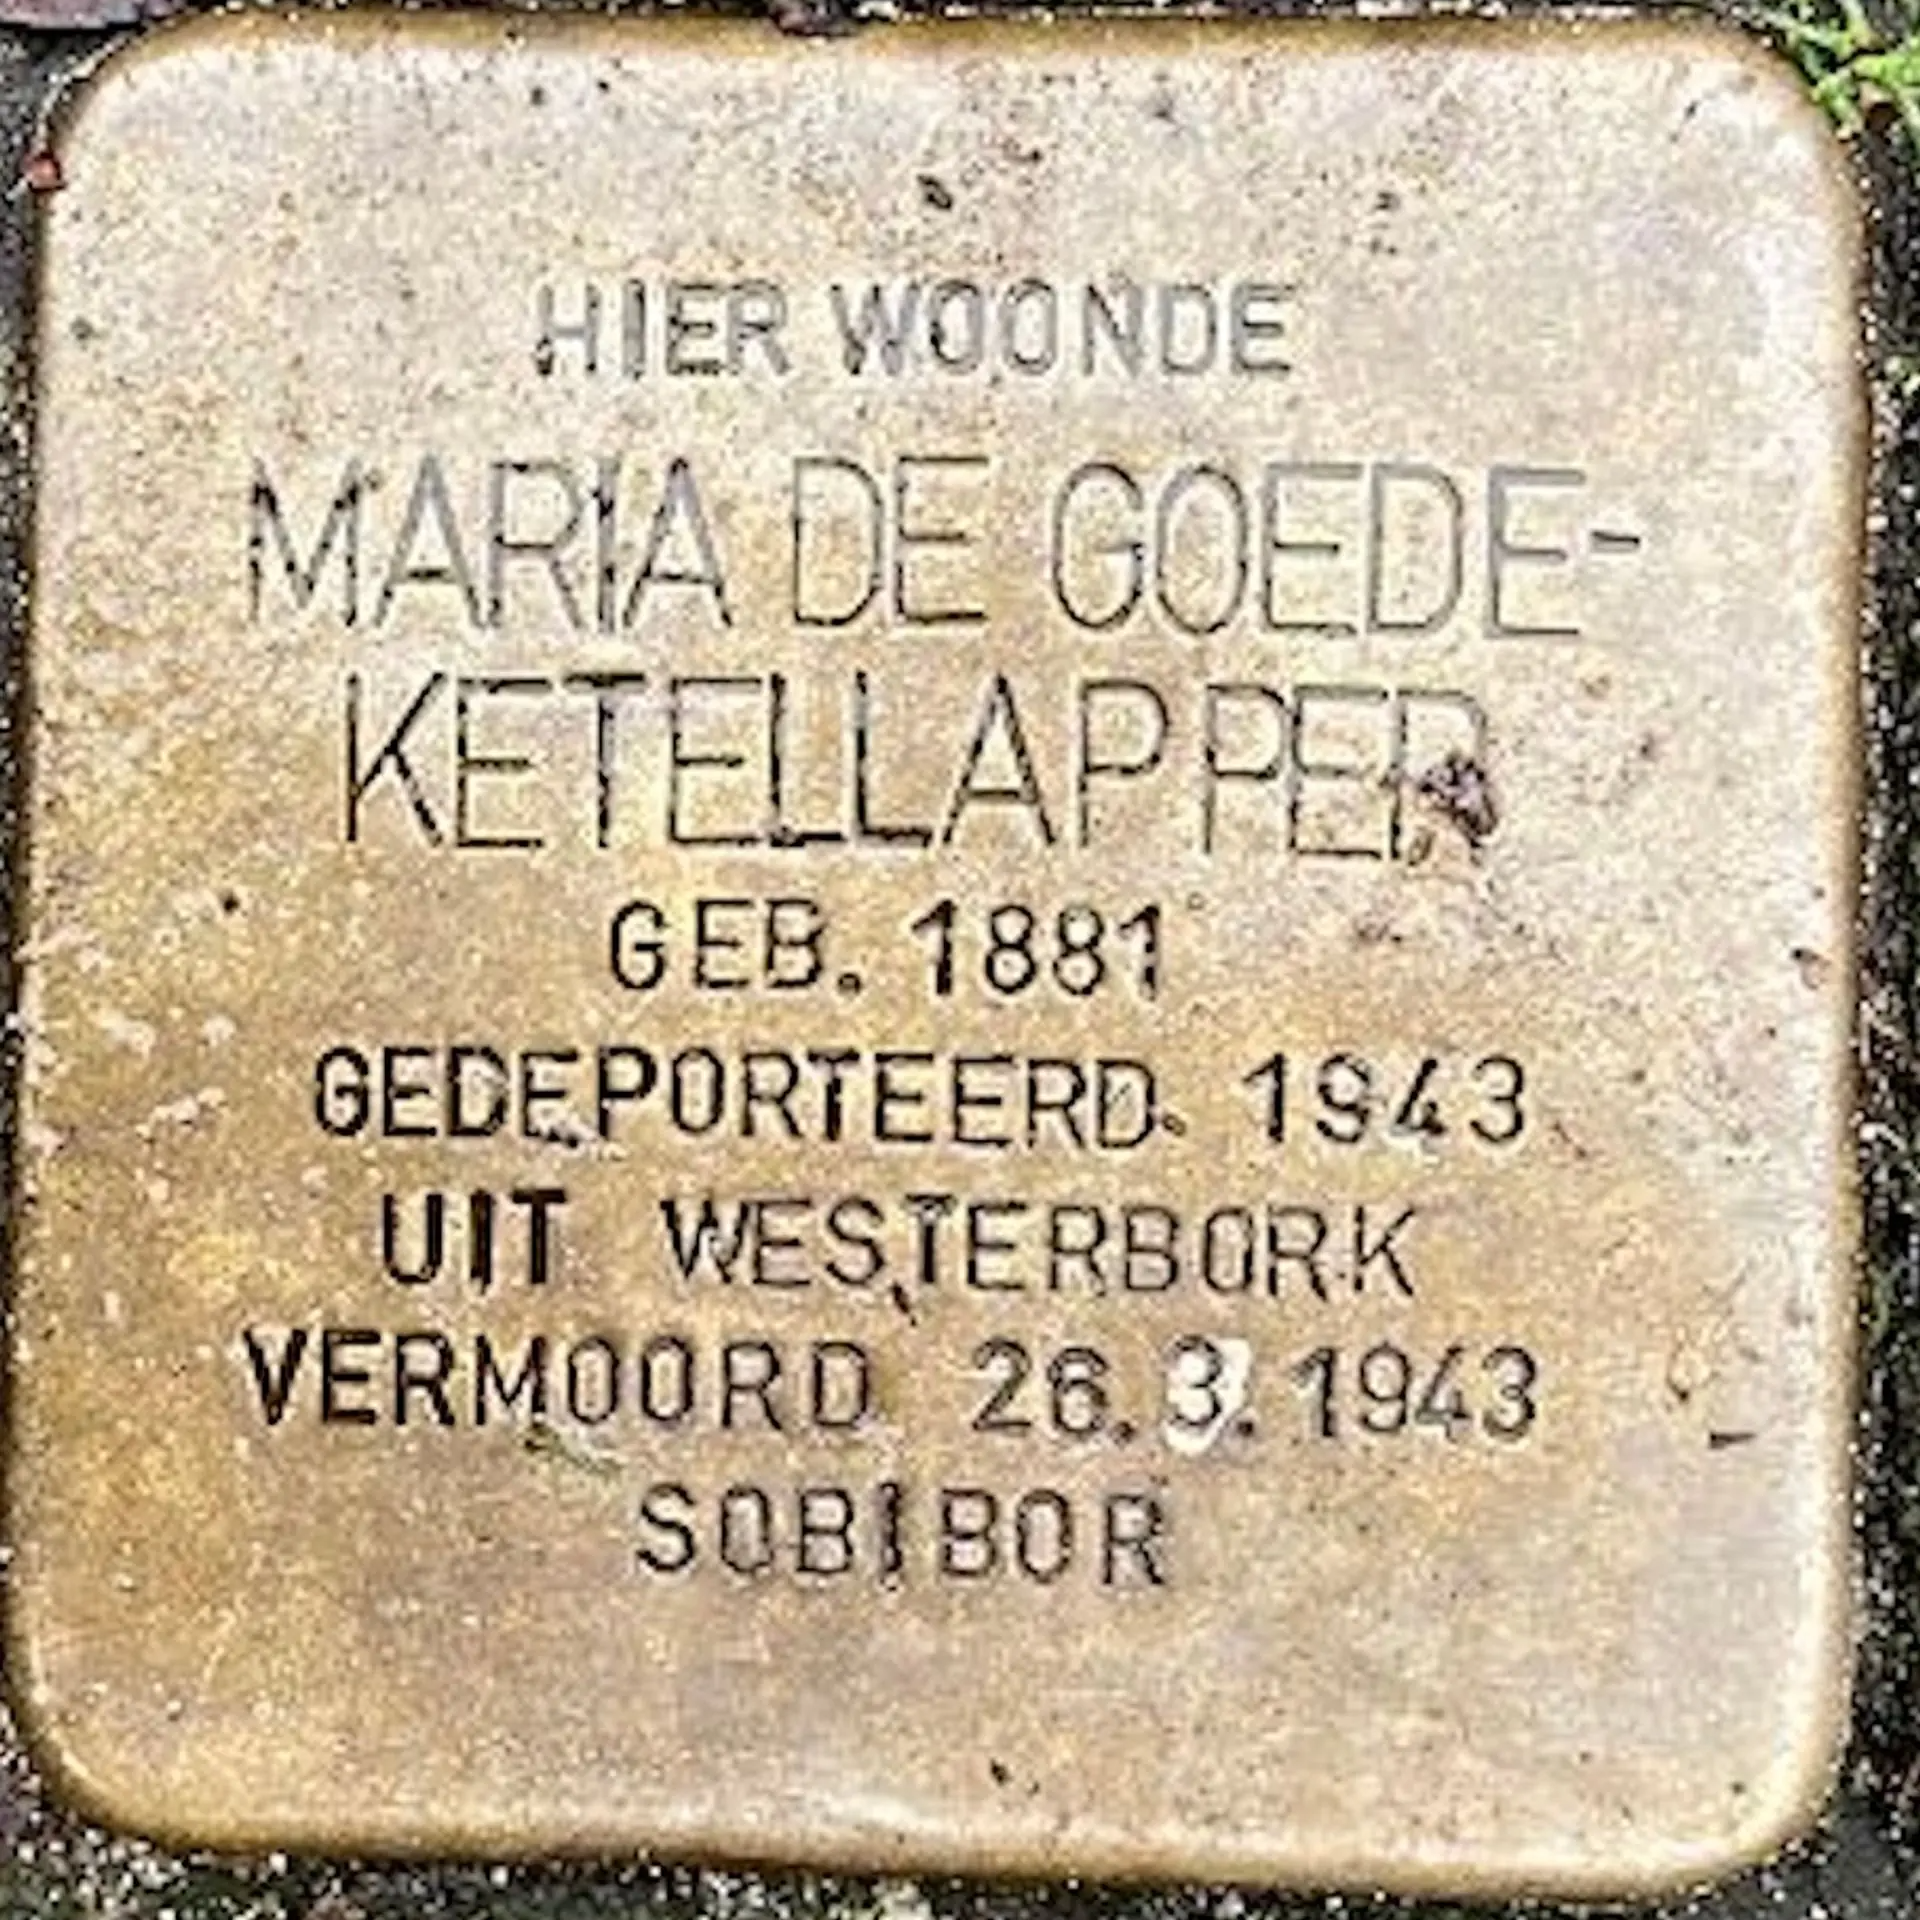 HIER WOONDE
MARIA DE GOEDE-
KETELLAPPER
GEB. 1881
GEDEPORTEERD 1943
UIT WESTERBORK
VERMOORD 26.3.1943
SOBIBOR